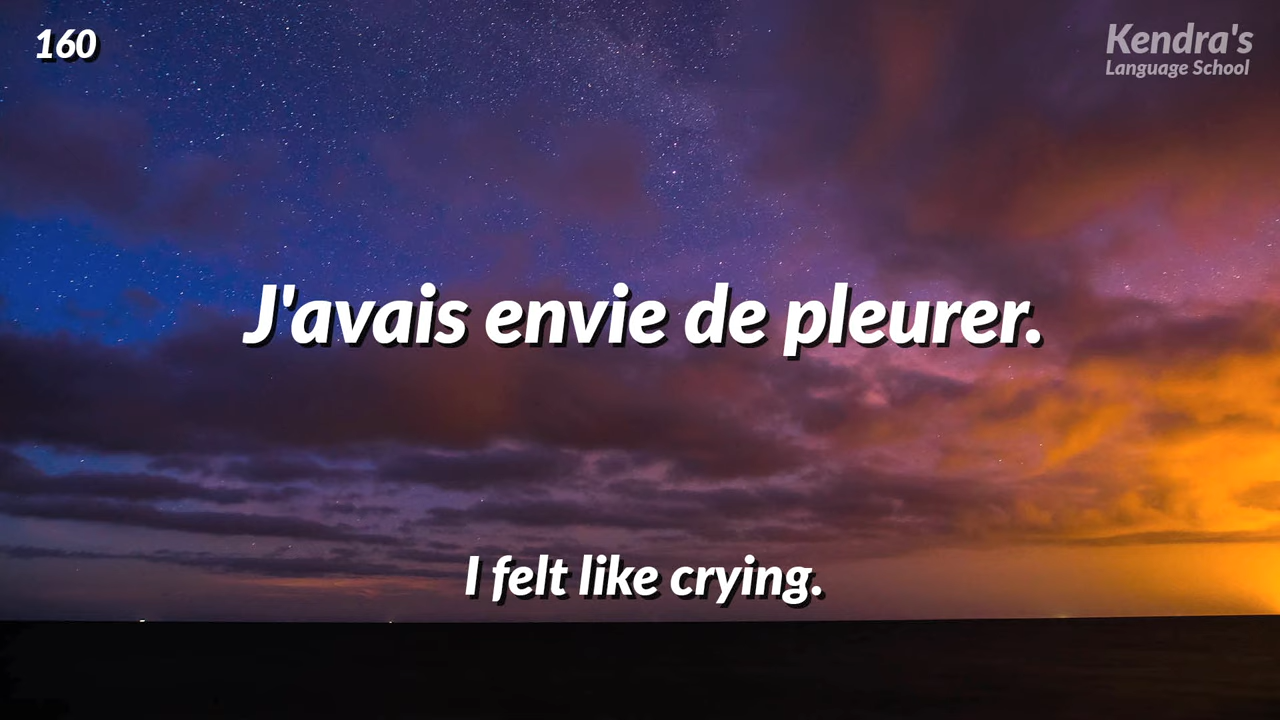 160
Kendra's
Language School
J'avais envie de pleurer.
I felt like crying.